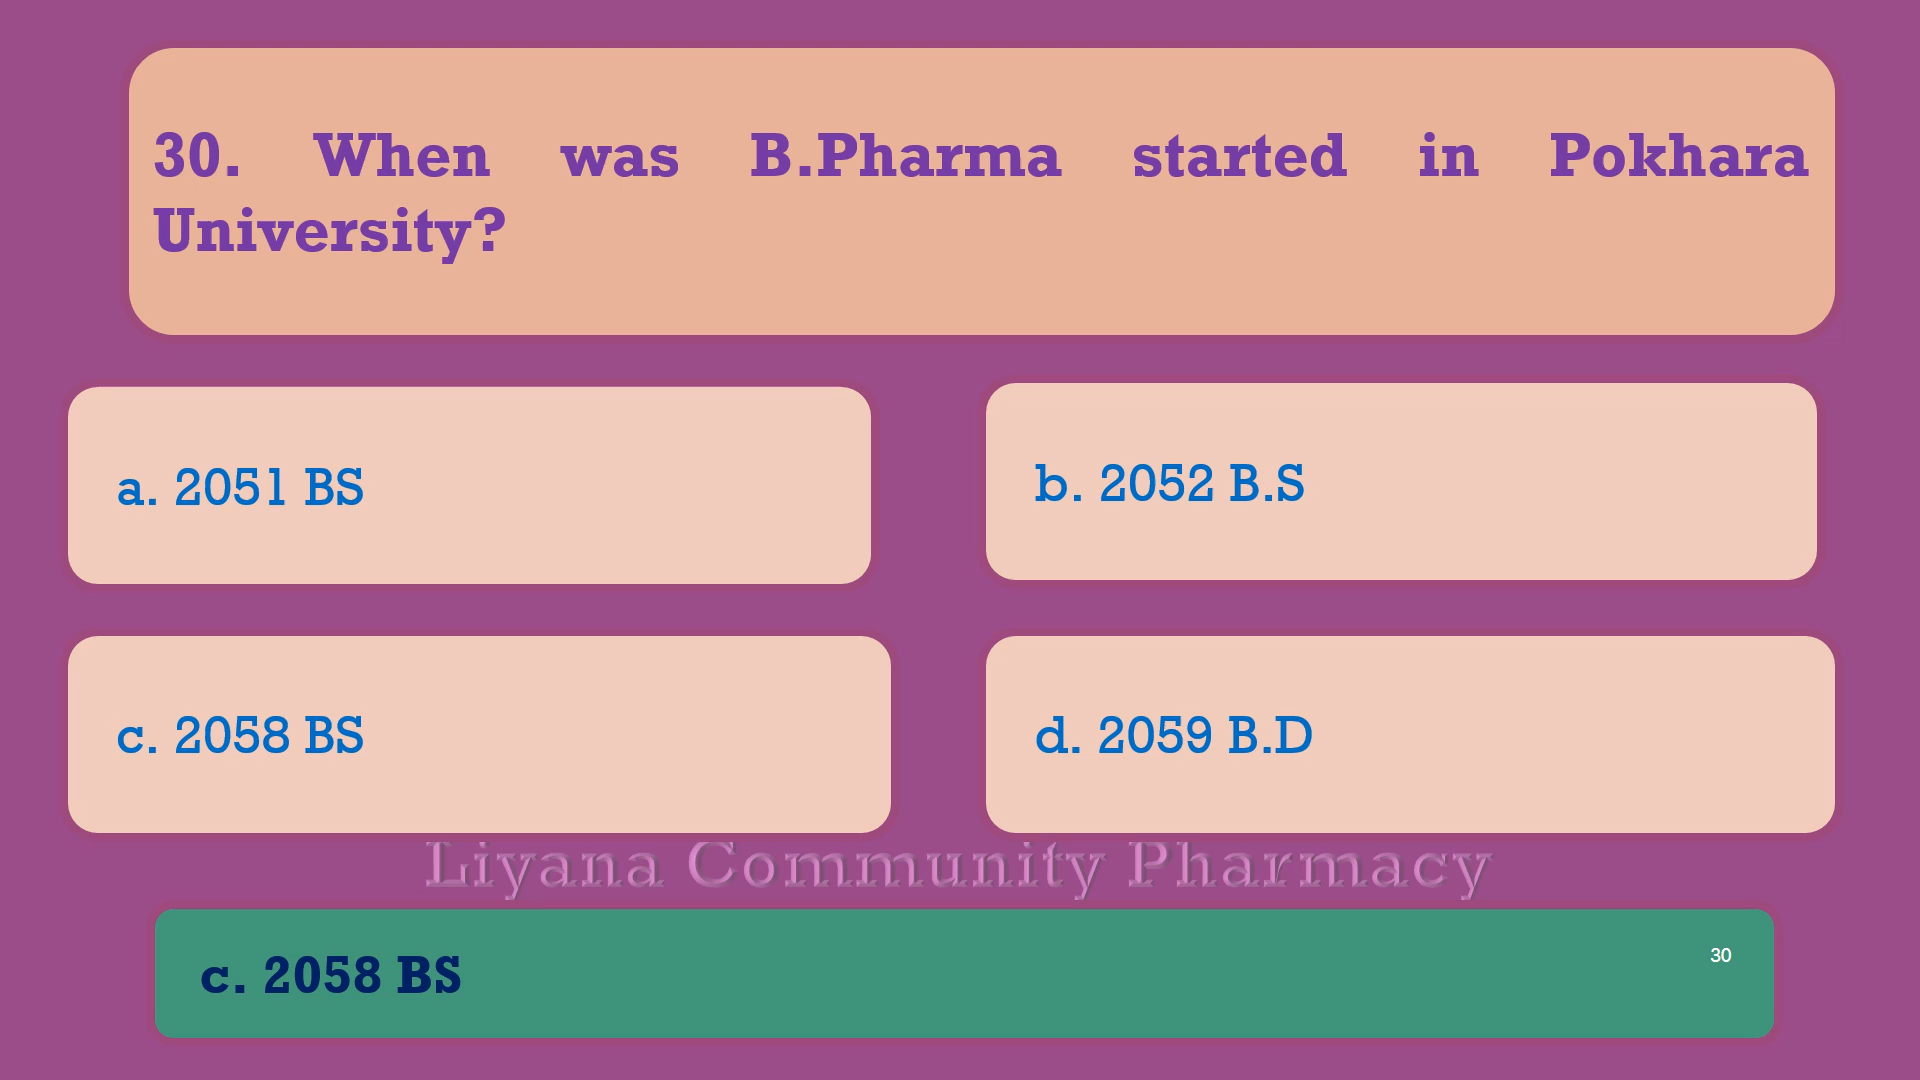 30. When was B.Pharma started in Pokhara
University?
a. 2051 BS
b. 2052 B.S
c. 2058 BS
d. 2059 B.D
Liyana Community Pharmacy
c. 2058 BS
30